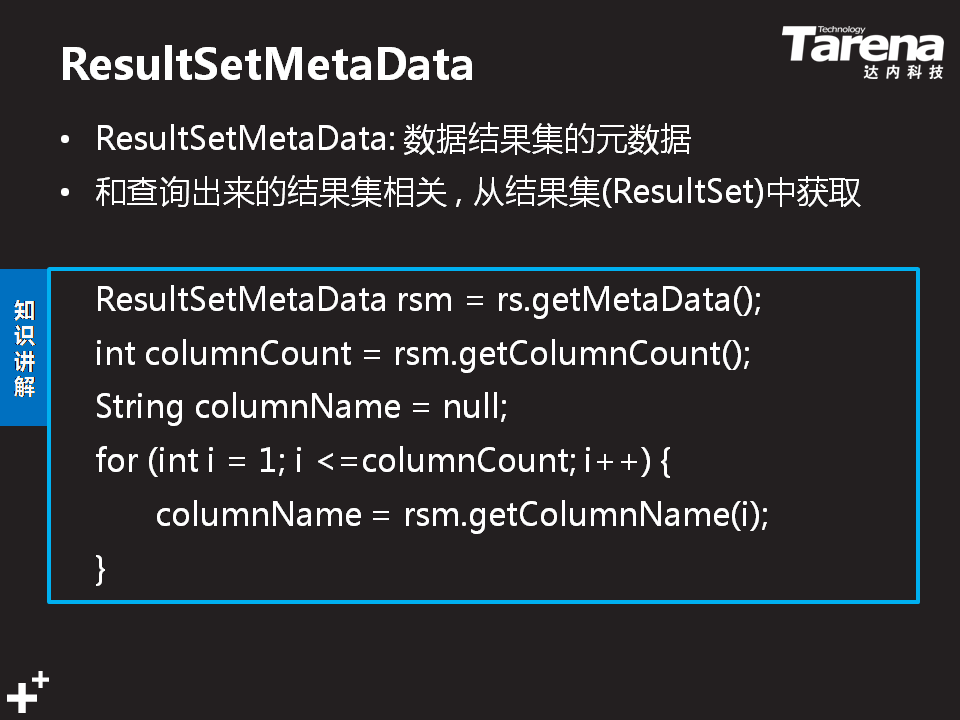 ResultSetMetaData
Technology
Tarena
达内科技
• ResultSetMetaData: 数据结果集的元数据
• 和查询出来的结果集相关，从结果集(ResultSet)中获取
知识讲解
ResultSetMetaData rsm = rs.getMetaData();
int columnCount = rsm.getColumnCount();
String columnName = null;
for (int i = 1; i <=columnCount; i++) {
columnName = rsm.getColumnName(i);
}